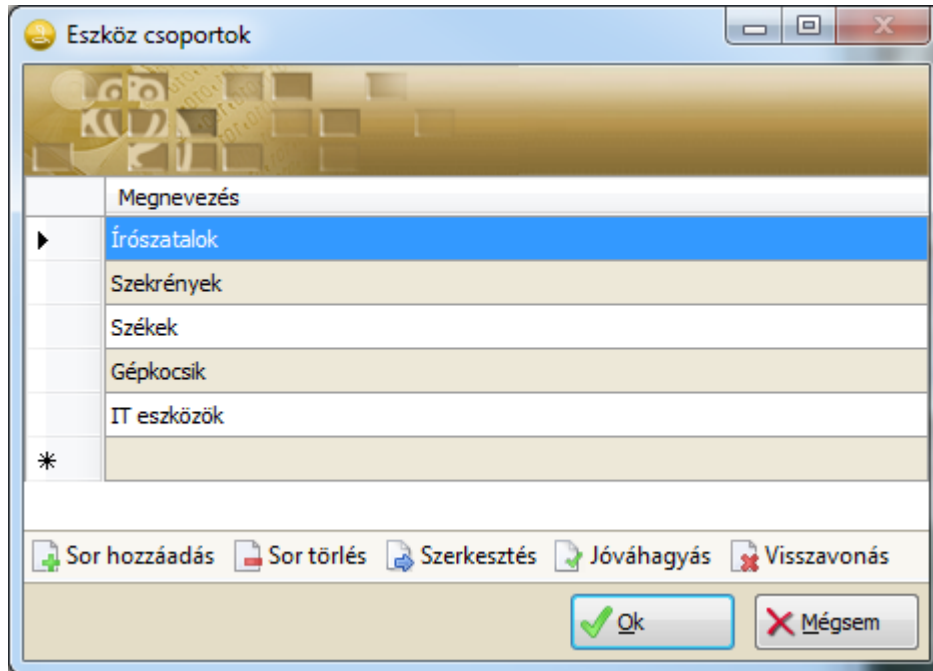 Eszköz csoportok
Megnevezés
Írószatalok
Szekrények
Székek
Gépkocsik
IT eszközök
Sor hozzáadás Sor törlés Szerkesztés Jóváhagyás Visszavonás
Ok Mégsem